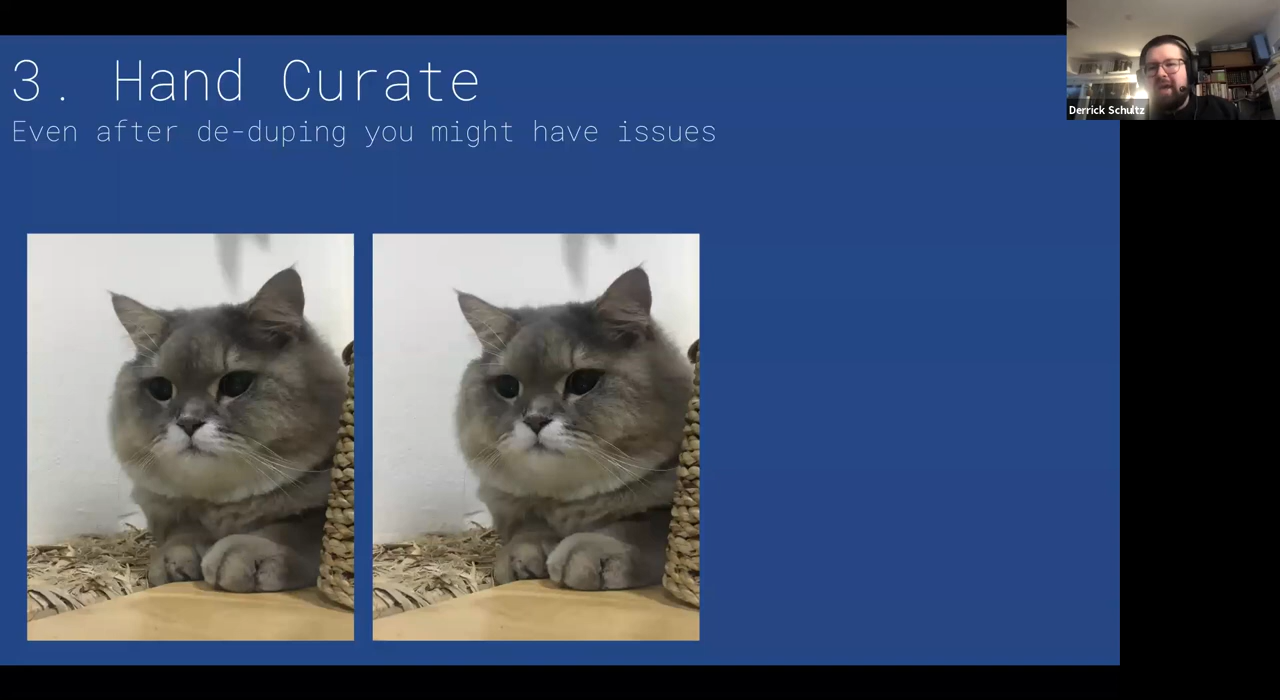 3. Hand Curate
Even after de-duping you might have issues
Derrick Schultz